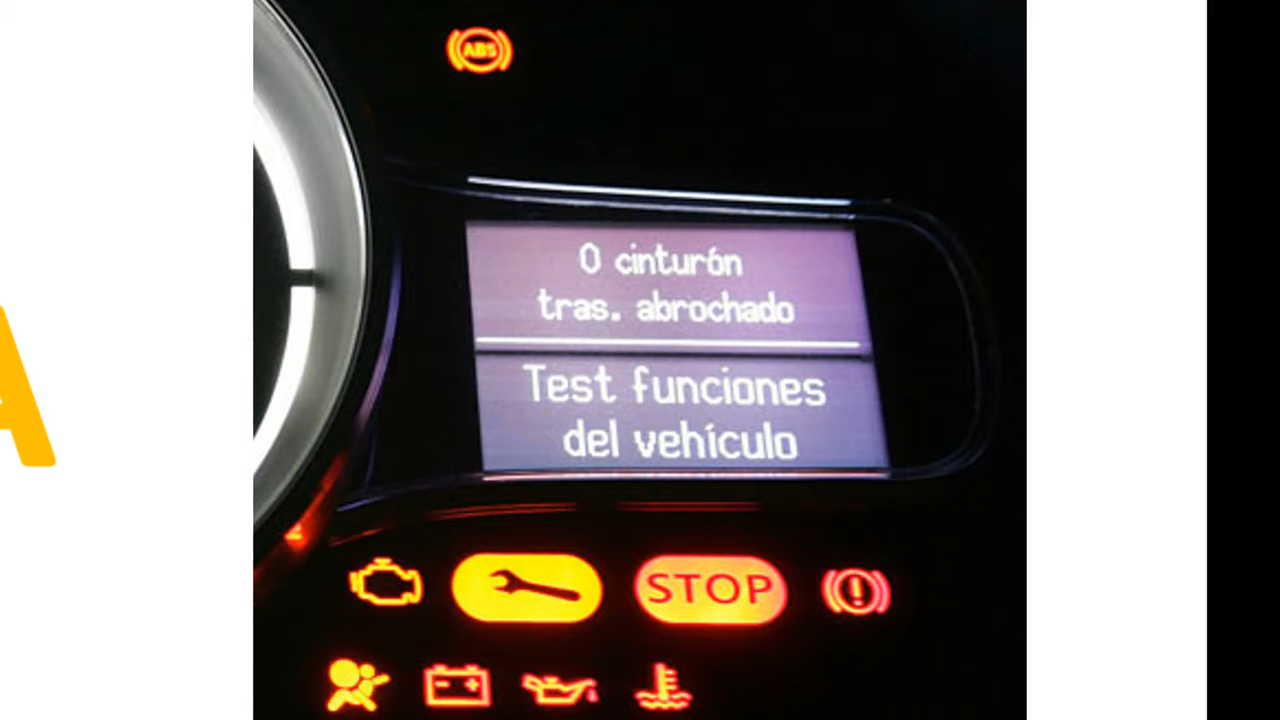 ABS
0 cinturón
tras. abrochado
Test funciones
del vehículo
STOP
A